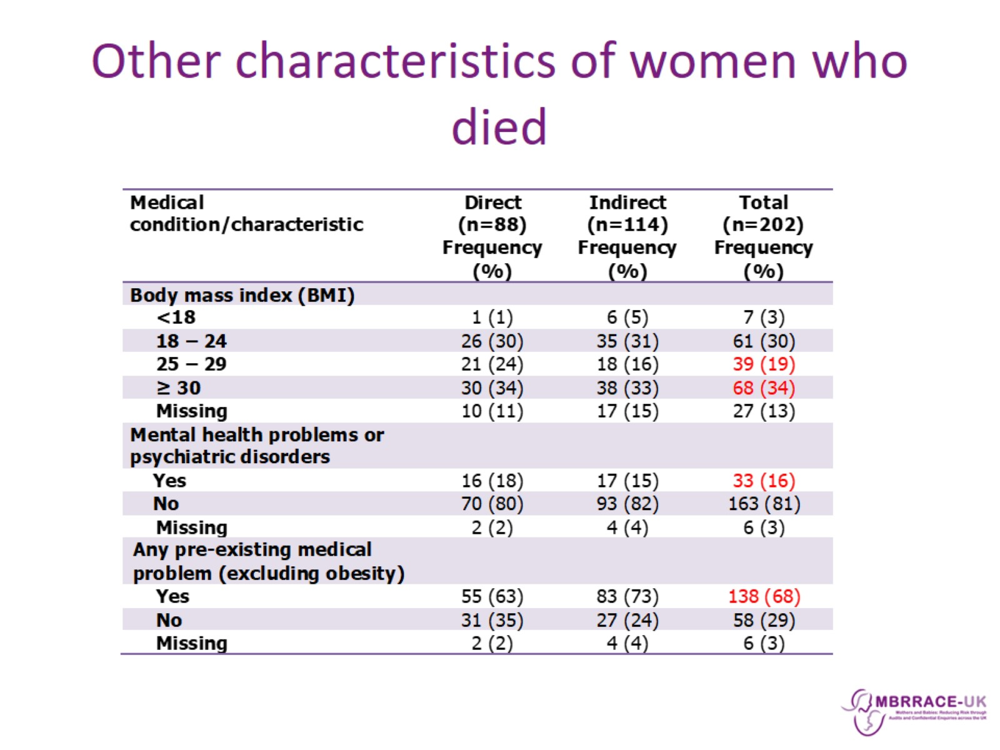 Other characteristics of women who
died
Medical Direct Indirect Total
condition/characteristic (n=88) (n=114) (n=202)
Frequency Frequency Frequency
(%) (%) (%)
Body mass index (BMI)
<18 1 (1) 6 (5) 7 (3)
18 – 24 26 (30) 35 (31) 61 (30)
25 – 29 21 (24) 18 (16) 39 (19)
≥ 30 30 (34) 38 (33) 68 (34)
Missing 10 (11) 17 (15) 27 (13)
Mental health problems or
psychiatric disorders
Yes 16 (18) 17 (15) 33 (16)
No 70 (80) 93 (82) 163 (81)
Missing 2 (2) 4 (4) 6 (3)
Any pre-existing medical
problem (excluding obesity)
Yes 55 (63) 83 (73) 138 (68)
No 31 (35) 27 (24) 58 (29)
Missing 2 (2) 4 (4) 6 (3)
MBRRACE-UK
Mothers and Babies: Reducing Risk through
Audits and Confidential Enquiries across the UK